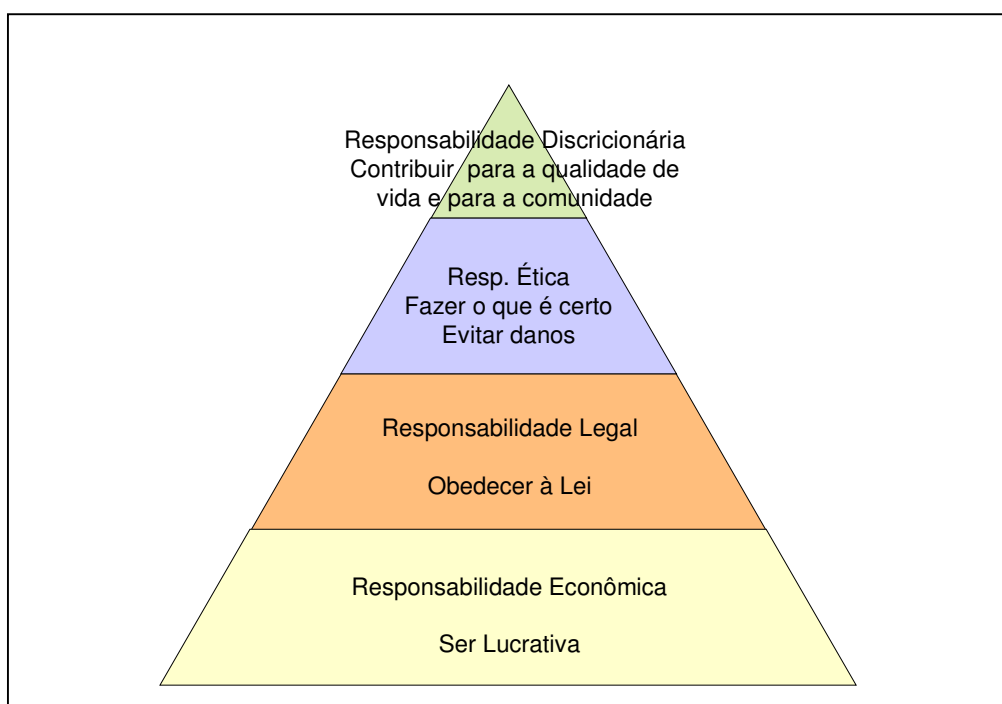 Responsabilidade Discricionária
Contribuir  para a qualidade de
vida e para a comunidade
Resp. Ética
Fazer o que é certo
Evitar danos
Responsabilidade Legal
Obedecer à Lei
Responsabilidade Econômica
Ser Lucrativa